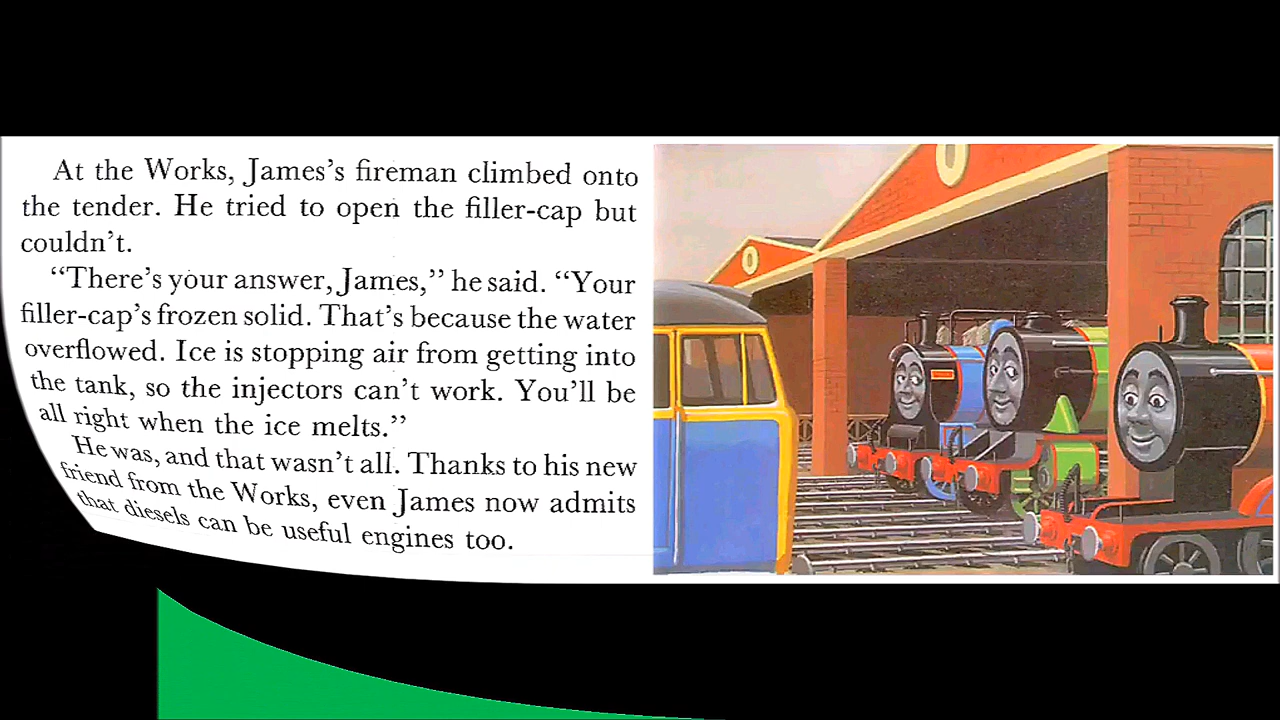 At the Works, James's fireman climbed onto
the tender. He tried to open the filler-cap but
couldn't.
“There's your answer, James,” he said. “Your
filler-cap's frozen solid. That's because the water
overflowed. Ice is stopping air from getting into
the tank, so the injectors can't work. You'll be
all right when the ice melts.”
He was, and that wasn't all. Thanks to his new
friend from the Works, even James now admits
that diesels can be useful engines too.